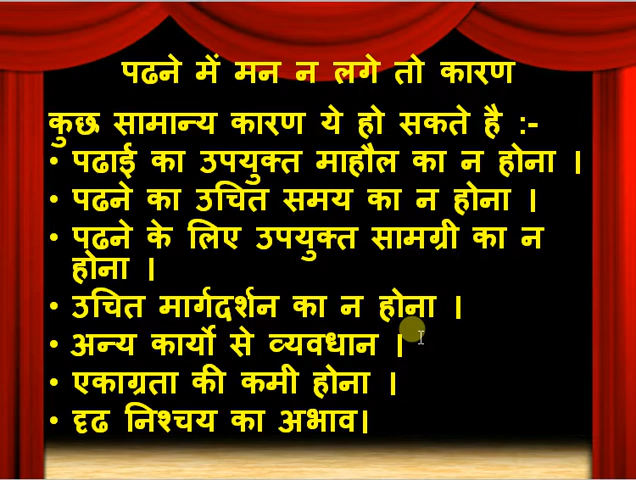 पढने में मन न लगे तो कारण
कुछ सामान्य कारण ये हो सकते है :-
• पढाई का उपयुक्त माहौल का न होना ।
• पढने का उचित समय का न होना ।
• पढने के लिए उपयुक्त सामग्री का न
होना ।
• उचित मार्गदर्शन का न होना ।
• अन्य कार्यो से व्यवधान ।
• एकाग्रता की कमी होना ।
• दृढ निश्चय का अभाव।